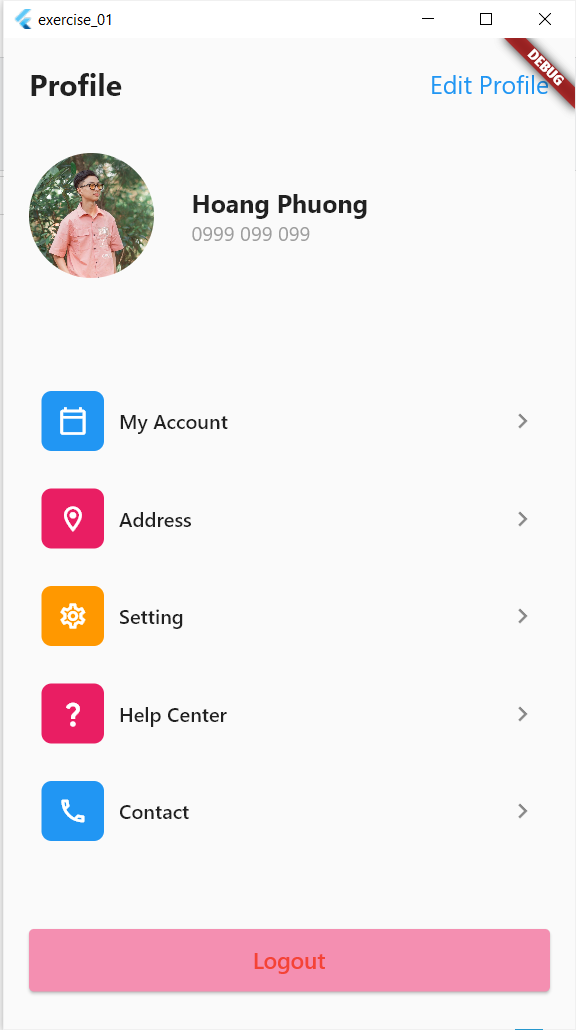 exercise_01
DEBUG
Profile
Edit Profile
Hoang Phuong
0999 099 099
My Account
Address
Setting
Help Center
Contact
Logout